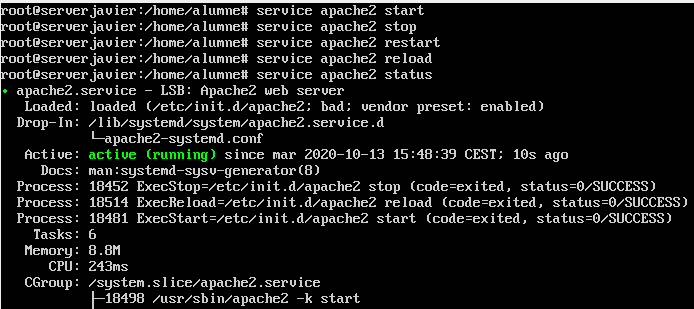 root@serverjavier:/home/alumne# service apache2 start
root@serverjavier:/home/alumne# service apache2 stop
root@serverjavier:/home/alumne# service apache2 restart
root@serverjavier:/home/alumne# service apache2 reload
root@serverjavier:/home/alumne# service apache2 status
• apache2.service - LSB: Apache2 web server
Loaded: loaded (/etc/init.d/apache2; bad; vendor preset: enabled)
Drop-In: /lib/systemd/system/apache2.service.d
└─apache2-systemd.conf
Active: active (running) since mar 2020-10-13 15:48:39 CEST; 10s ago
Docs: man:systemd-sysv-generator(8)
Process: 18452 ExecStop=/etc/init.d/apache2 stop (code=exited, status=0/SUCCESS)
Process: 18514 ExecReload=/etc/init.d/apache2 reload (code=exited, status=0/SUCCESS)
Process: 18481 ExecStart=/etc/init.d/apache2 start (code=exited, status=0/SUCCESS)
Tasks: 6
Memory: 8.8M
CPU: 243ms
CGroup: /system.slice/apache2.service
├─18498 /usr/sbin/apache2 -k start